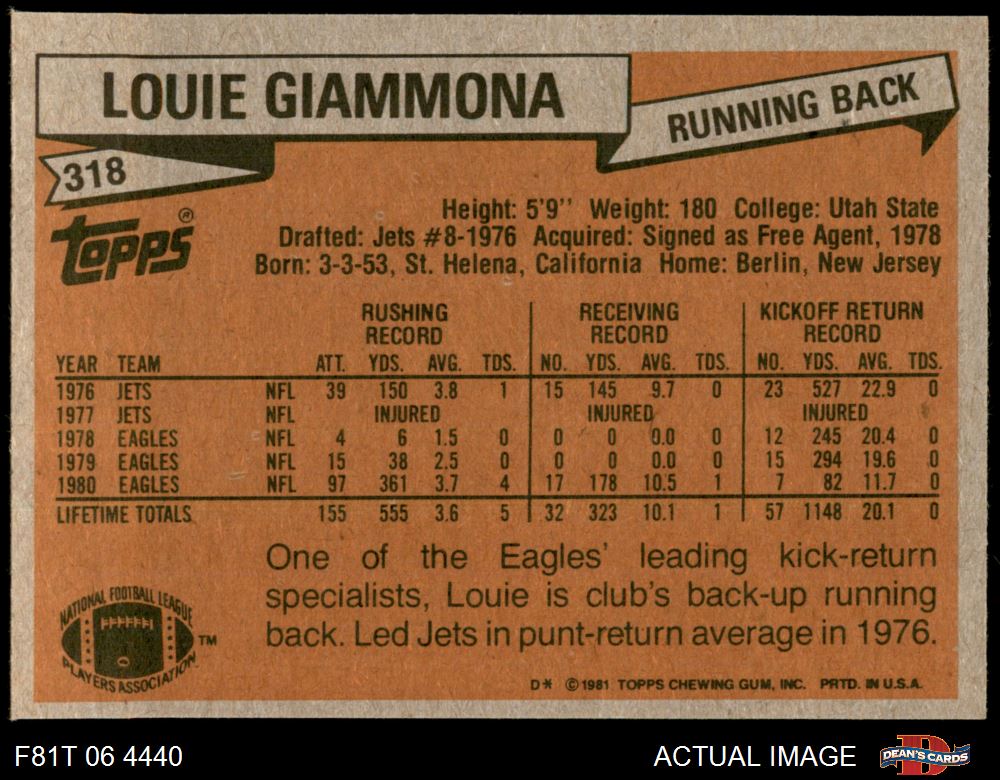 LOUIE GIAMMONA
RUNNING BACK
318
TOPPS ®
Height: 5'9'' Weight: 180 College: Utah State
Drafted: Jets #8-1976 Acquired: Signed as Free Agent, 1978
Born: 3-3-53, St. Helena, California Home: Berlin, New Jersey
RUSHING RECORD RECEIVING RECORD KICKOFF RETURN RECORD
YEAR TEAM ATT. YDS. AVG. TDS. NO. YDS. AVG. TDS. NO. YDS. AVG. TDS.
1976 JETS NFL 39 150 3.8 1 15 145 9.7 0 23 527 22.9 0
1977 JETS NFL INJURED INJURED INJURED
1978 EAGLES NFL 4 6 1.5 0 0 0 0.0 0 12 245 20.4 0
1979 EAGLES NFL 15 38 2.5 0 0 0 0.0 0 15 294 19.6 0
1980 EAGLES NFL 97 361 3.7 4 17 178 10.5 1 7 82 11.7 0
LIFETIME TOTALS 155 555 3.6 5 32 323 10.1 1 57 1148 20.1 0
One of the Eagles' leading kick-return
specialists, Louie is club's back-up running
back. Led Jets in punt-return average in 1976.
NATIONAL FOOTBALL LEAGUE
PLAYERS ASSOCIATION
™
D* © 1981 TOPPS CHEWING GUM, INC. PRTD. IN U.S.A.
F81T 06 4440
ACTUAL IMAGE
DEAN'S CARDS